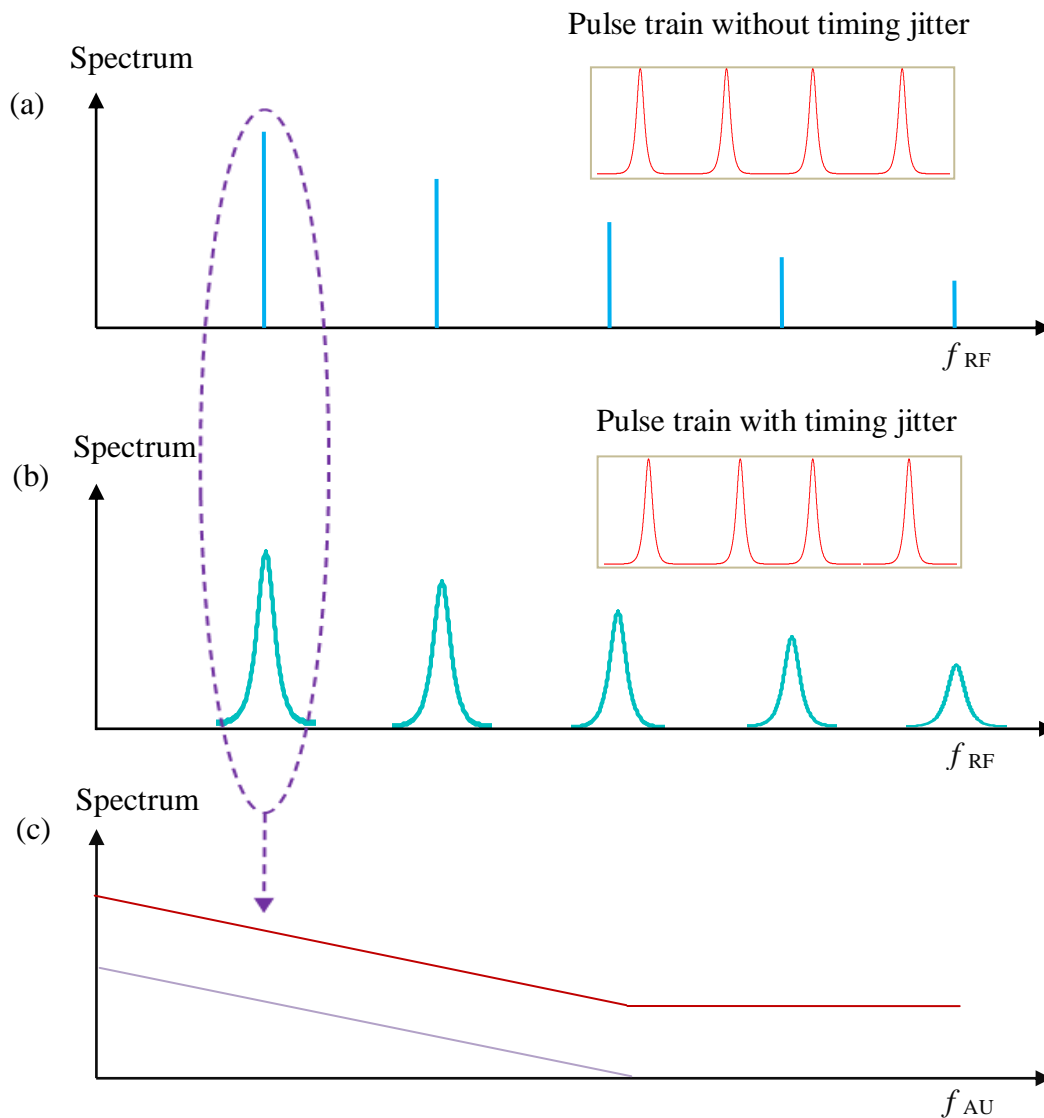 Pulse train without timing jitter
Spectrum
(a)
f RF
Pulse train with timing jitter
Spectrum
(b)
f RF
Spectrum
(c)
f AU